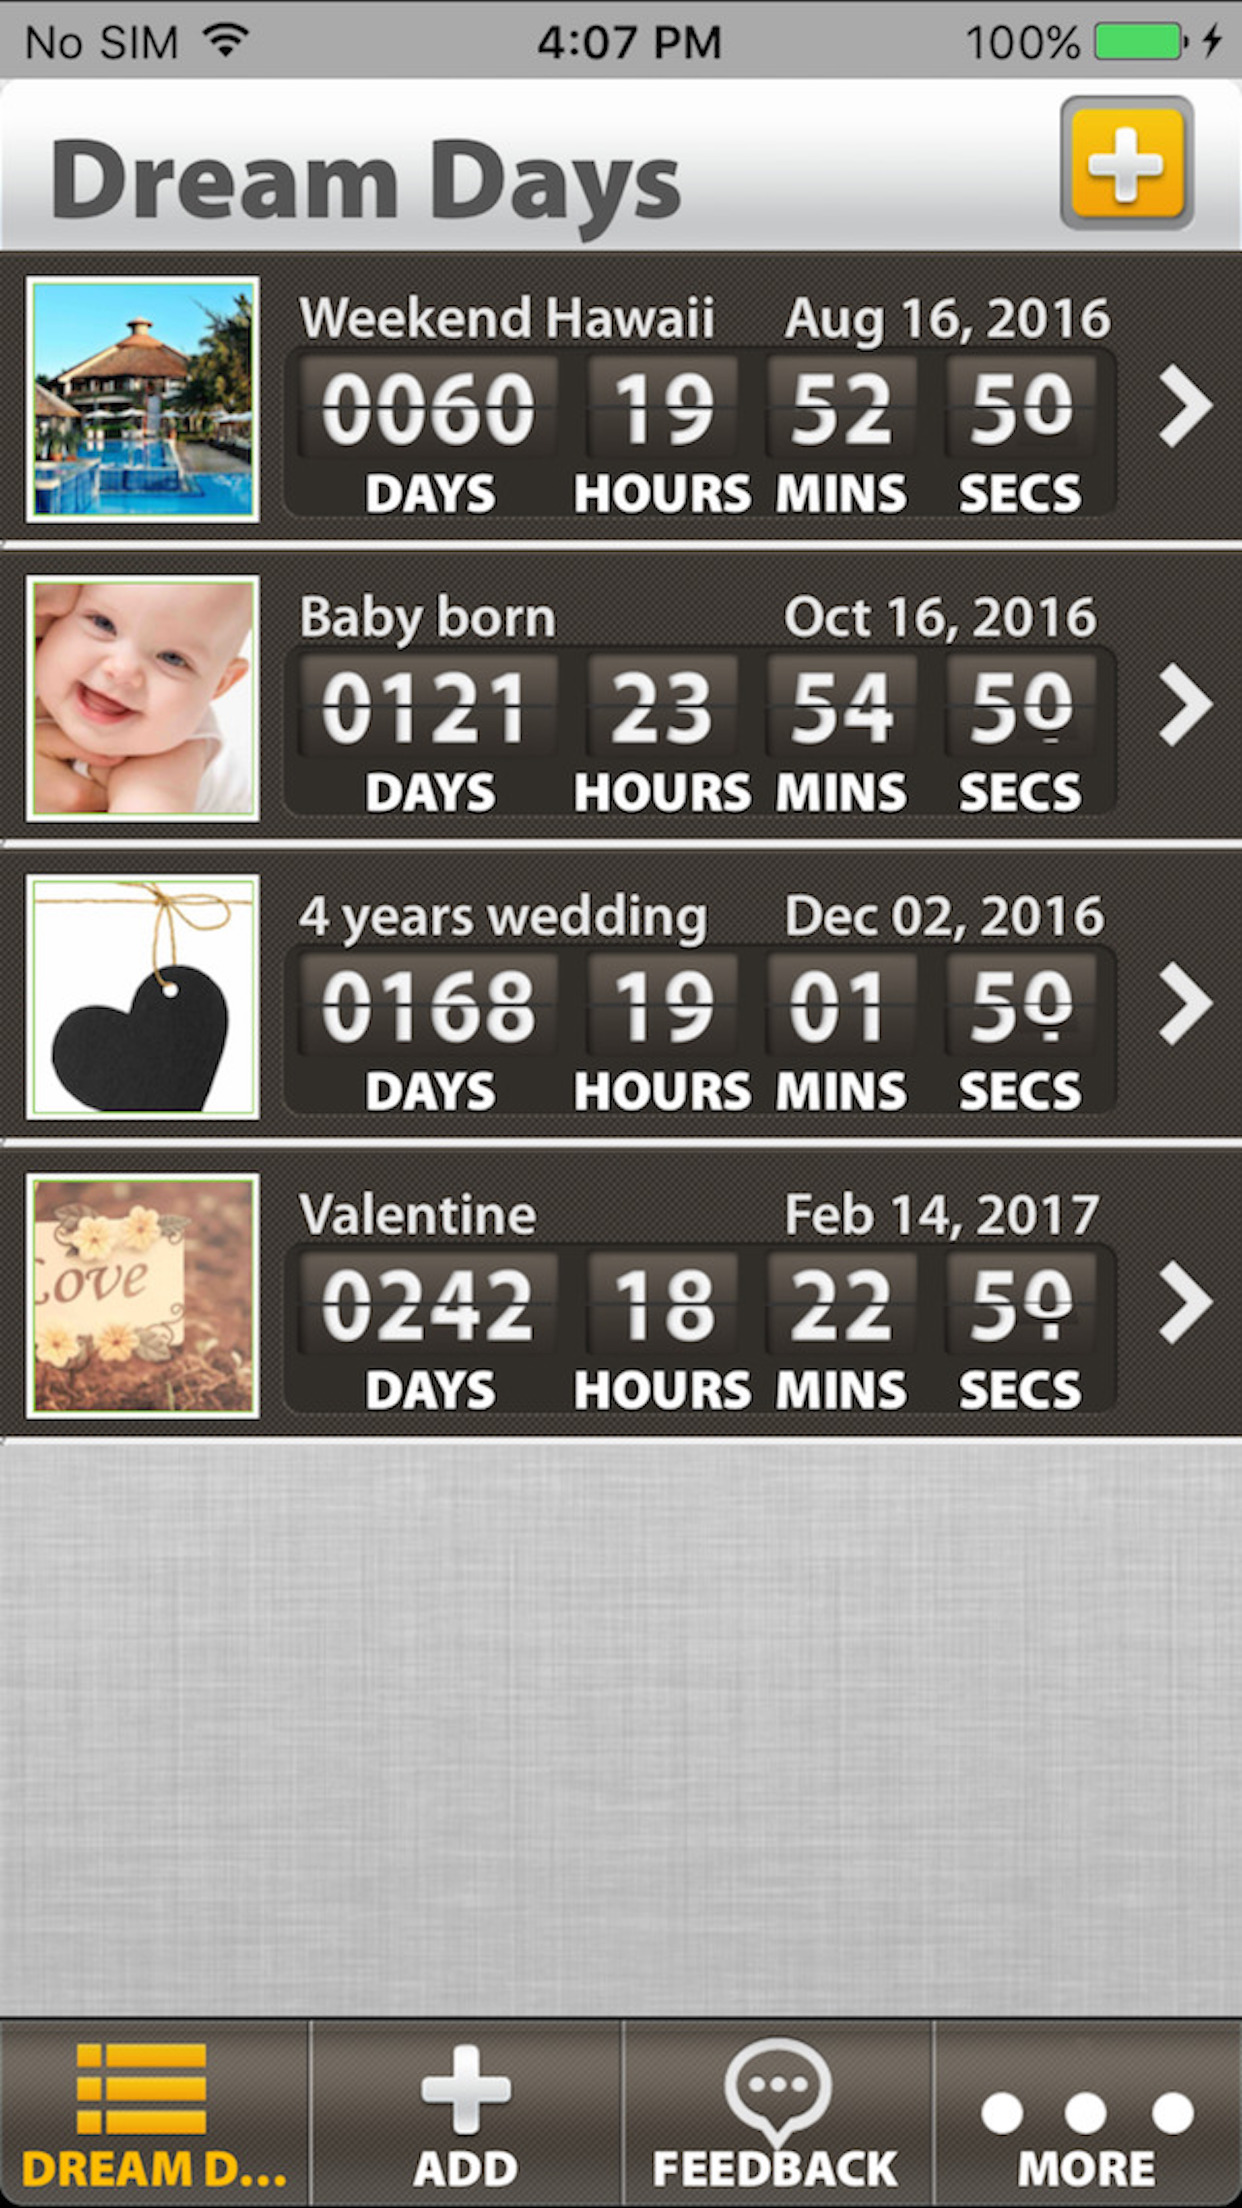 No SIM 4:07 PM 100%
Dream Days
Weekend Hawaii Aug 16, 2016
0060 19 52 50
DAYS HOURS MINS SECS
Baby born Oct 16, 2016
0121 23 54 50
DAYS HOURS MINS SECS
4 years wedding Dec 02, 2016
0168 19 01 50
DAYS HOURS MINS SECS
Valentine Feb 14, 2017
Love
0242 18 22 50
DAYS HOURS MINS SECS
DREAM D... ADD FEEDBACK MORE